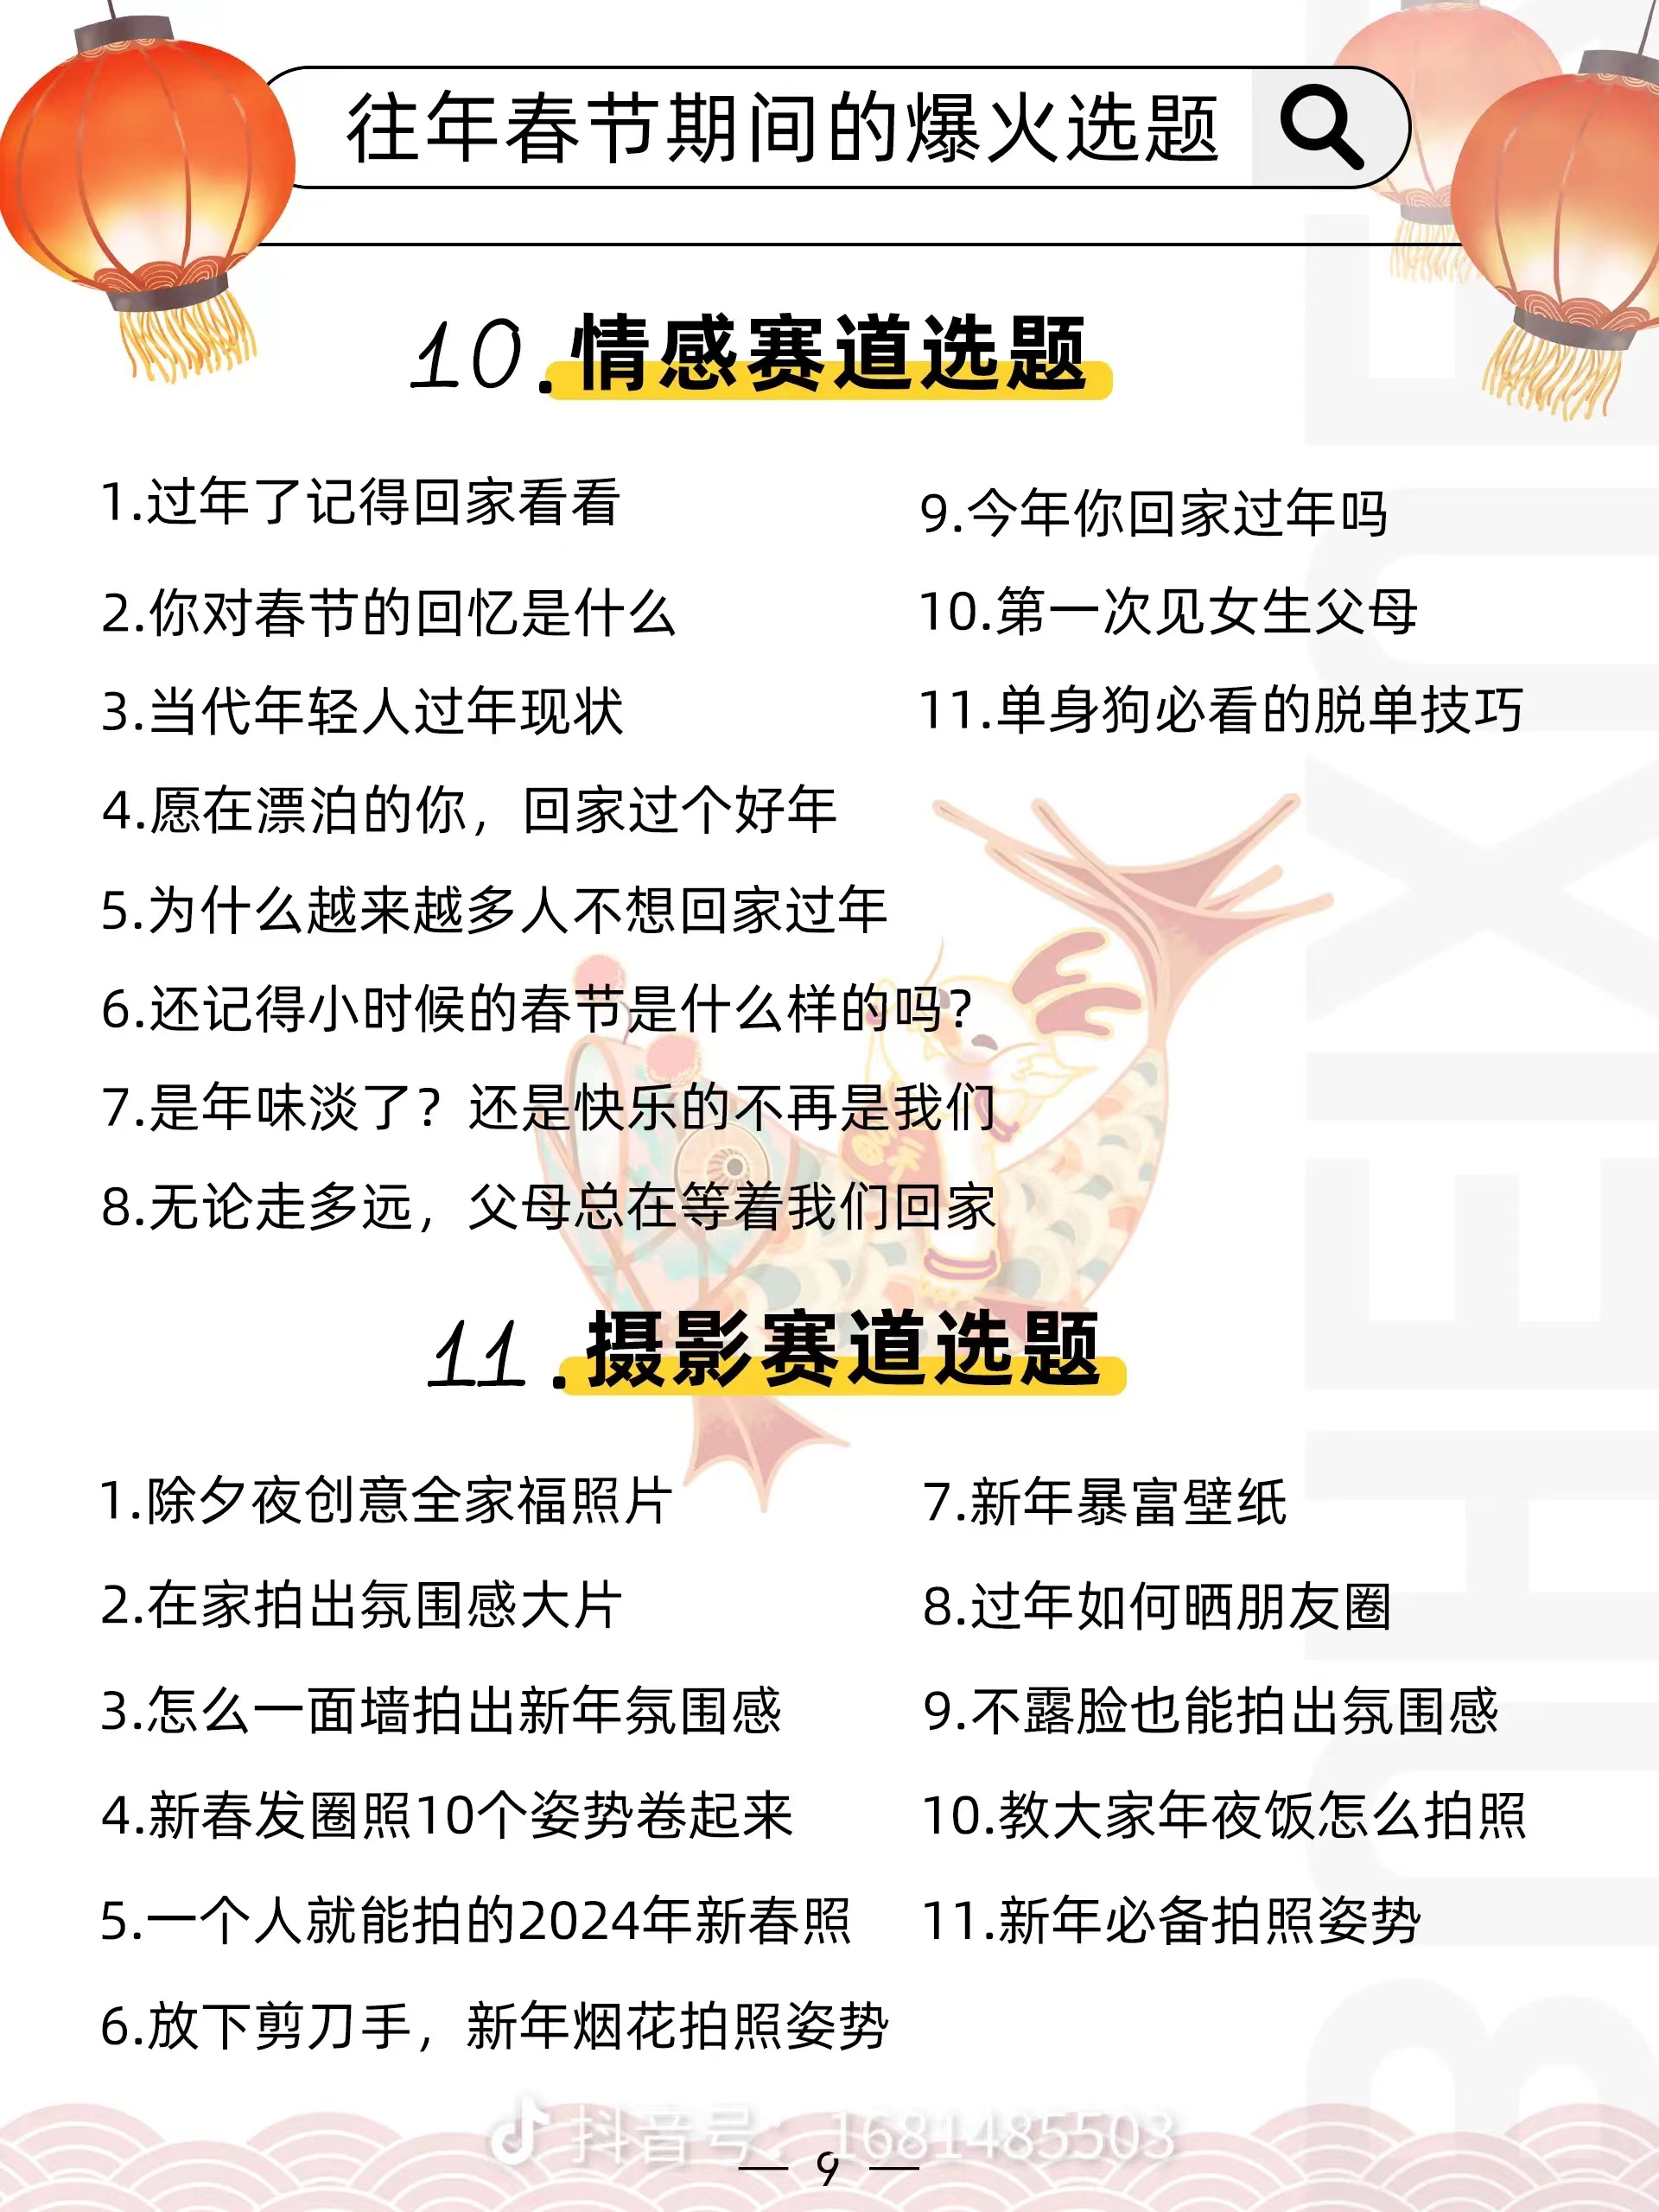 往年春节期间的爆火选题
10.情感赛道选题
1.过年了记得回家看看
2.你对春节的回忆是什么
3.当代年轻人过年现状
4.愿在漂泊的你，回家过个好年
5.为什么越来越多人不想回家过年
6.还记得小时候的春节是什么样的吗？
7.是年味淡了？还是快乐的不再是我们
8.无论走多远，父母总在等着我们回家
9.今年你回家过年吗
10.第一次见女生父母
11.单身狗必看的脱单技巧
11.摄影赛道选题
1.除夕夜创意全家福照片
2.在家拍出氛围感大片
3.怎么一面墙拍出新年氛围感
4.新春发圈照10个姿势卷起来
5.一个人就能拍的2024年新春照
6.放下剪刀手，新年烟花拍照姿势
7.新年暴富壁纸
8.过年如何晒朋友圈
9.不露脸也能拍出氛围感
10.教大家年夜饭怎么拍照
11.新年必备拍照姿势
抖音号：1681485503
9